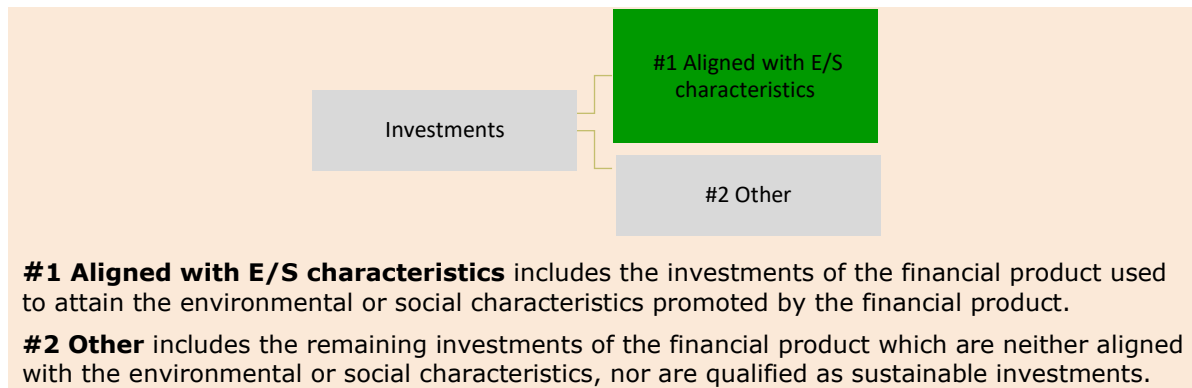 #1 Aligned with E/S
characteristics
Investments
#2 Other
#1 Aligned with E/S characteristics includes the investments of the financial product used
to attain the environmental or social characteristics promoted by the financial product.
#2 Other includes the remaining investments of the financial product which are neither aligned
with the environmental or social characteristics, nor are qualified as sustainable investments.